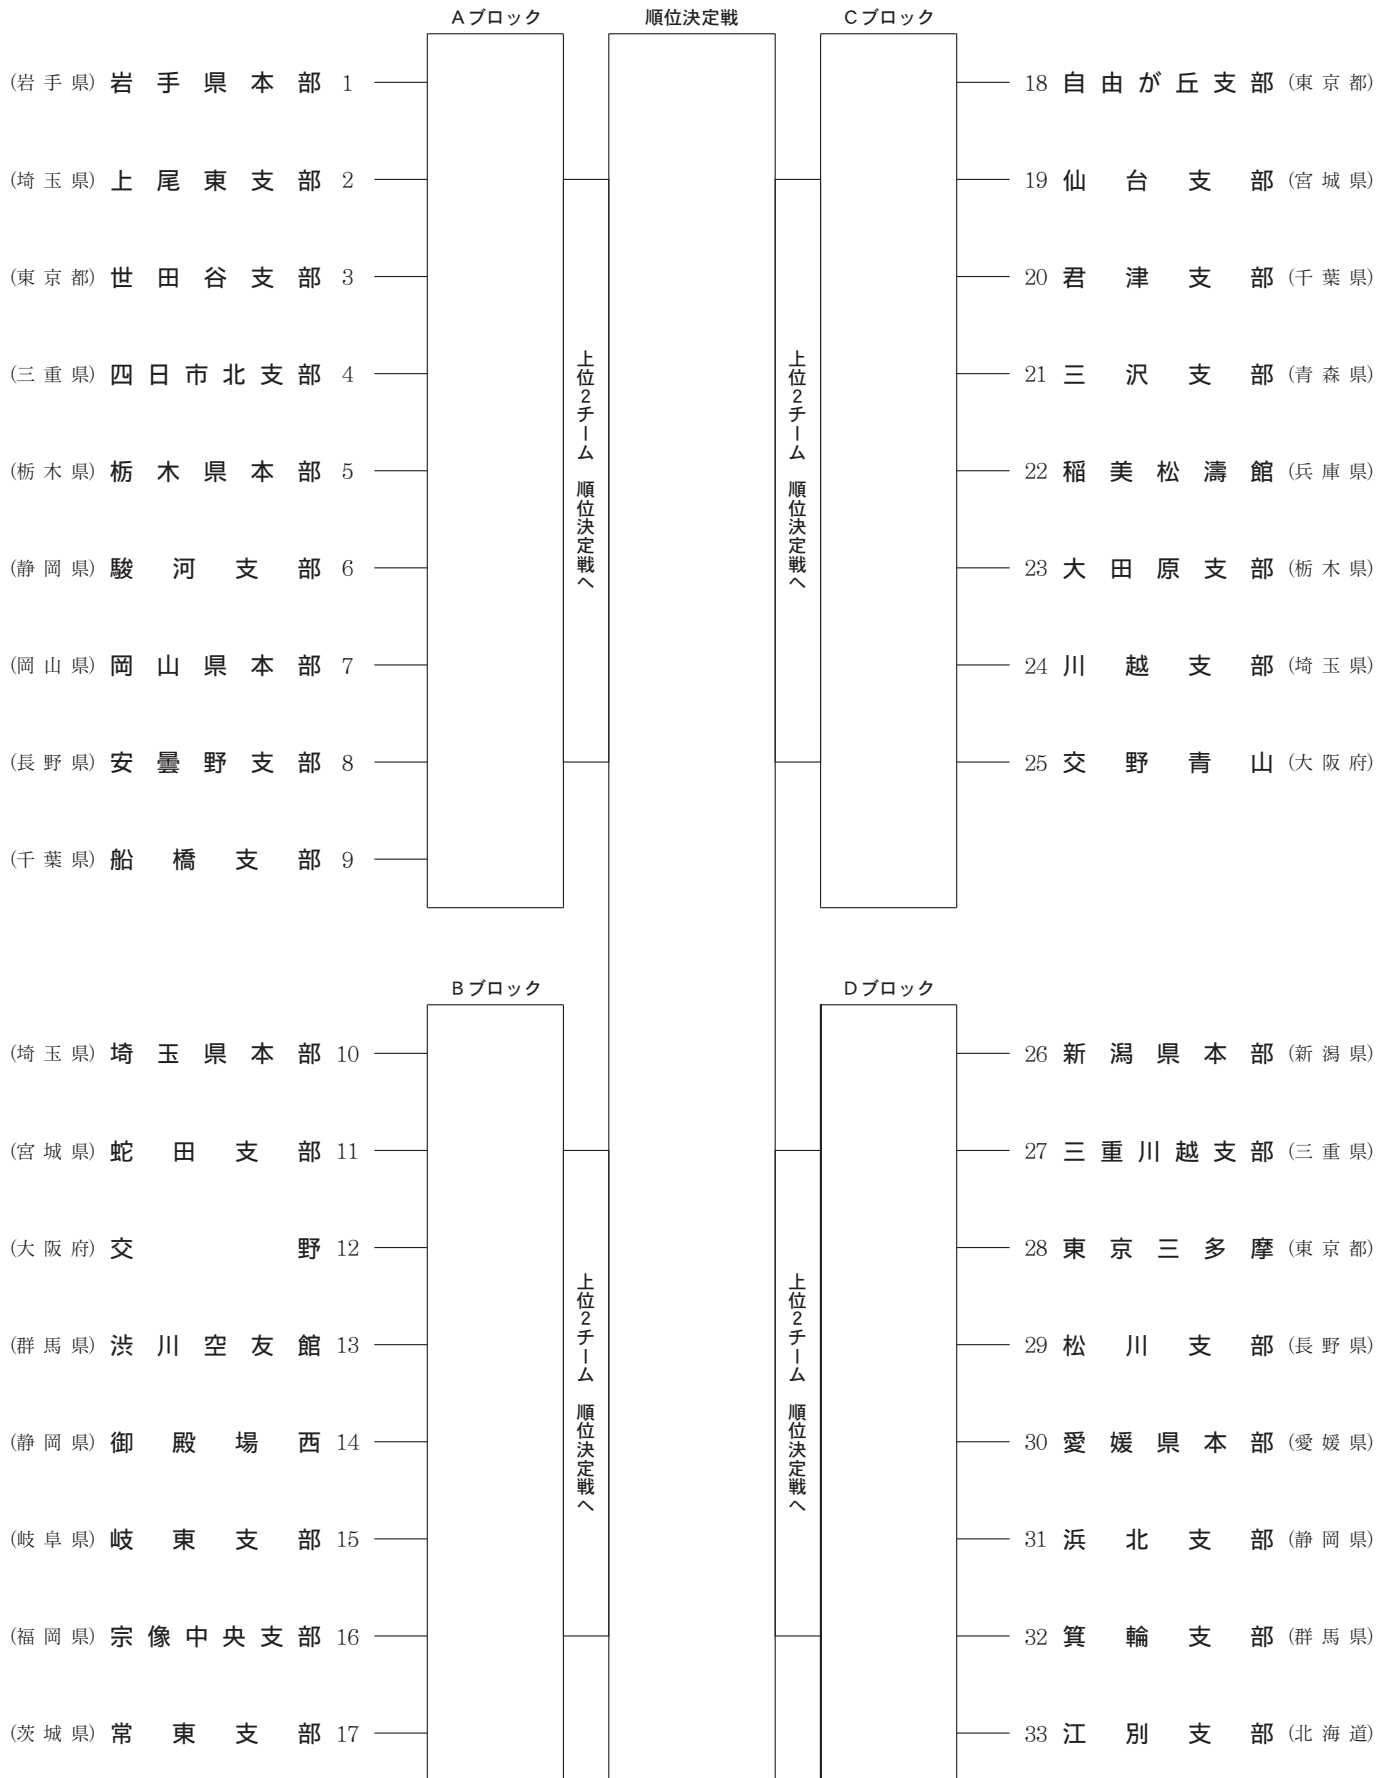 Aブロック
(岩手県) 岩手県本部 1
(埼玉県) 上尾東支部 2
(東京都) 世田谷支部 3
(三重県) 四日市北支部 4
(栃木県) 栃木県本部 5
(静岡県) 駿河支部 6
(岡山県) 岡山県本部 7
(長野県) 安曇野支部 8
(千葉県) 船橋支部 9
上位2チーム 順位決定戦へ
Bブロック
(埼玉県) 埼玉県本部 10
(宮城県) 蛇田支部 11
(大阪府) 交野 12
(群馬県) 渋川空友館 13
(静岡県) 御殿場西 14
(岐阜県) 岐東支部 15
(福岡県) 宗像中央支部 16
(茨城県) 常東支部 17
上位2チーム 順位決定戦へ
順位決定戦
Cブロック
上位2チーム 順位決定戦へ
18 自由が丘支部 (東京都)
19 仙台支部 (宮城県)
20 君津支部 (千葉県)
21 三沢支部 (青森県)
22 稲美松濤館 (兵庫県)
23 大田原支部 (栃木県)
24 川越支部 (埼玉県)
25 交野青山 (大阪府)
Dブロック
上位2チーム 順位決定戦へ
26 新潟県本部 (新潟県)
27 三重川越支部 (三重県)
28 東京三多摩 (東京都)
29 松川支部 (長野県)
30 愛媛県本部 (愛媛県)
31 浜北支部 (静岡県)
32 箕輪支部 (群馬県)
33 江別支部 (北海道)